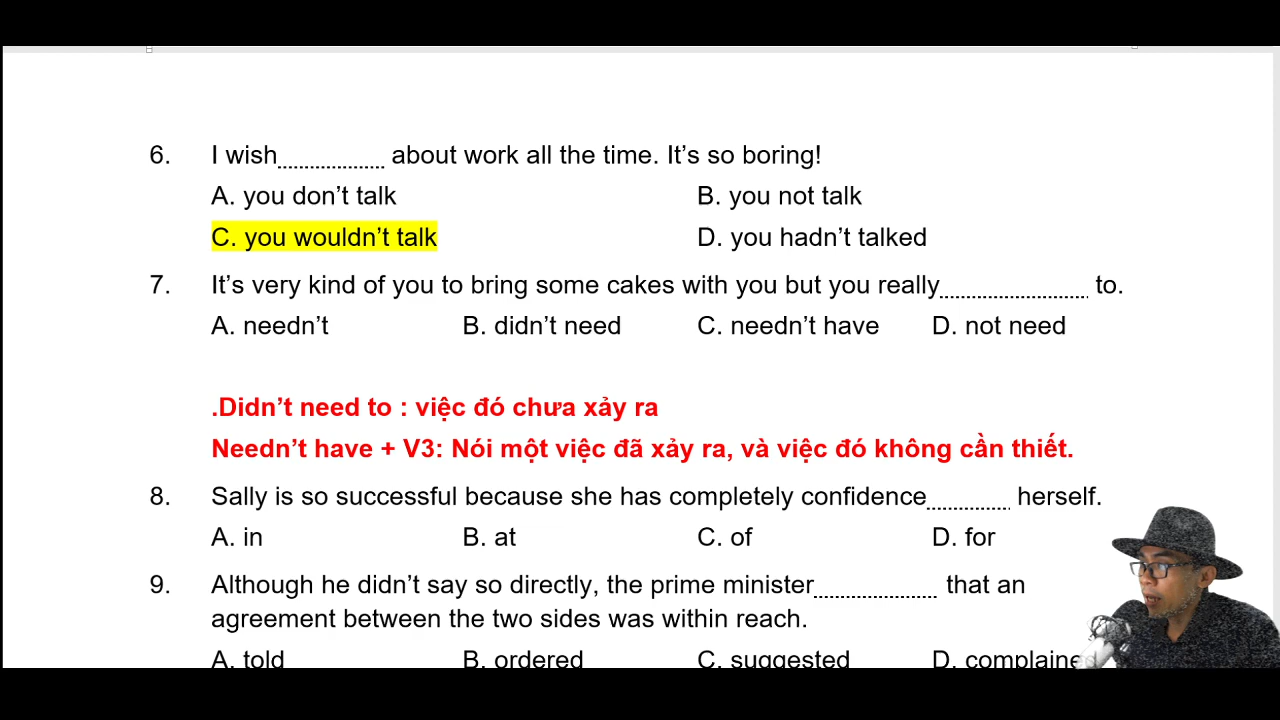 6. I wish............... about work all the time. It’s so boring!
A. you don’t talk B. you not talk
C. you wouldn’t talk D. you hadn’t talked
7. It’s very kind of you to bring some cakes with you but you really..................... to.
A. needn’t B. didn’t need C. needn’t have D. not need
.Didn’t need to : việc đó chưa xảy ra
Needn’t have + V3: Nói một việc đã xảy ra, và việc đó không cần thiết.
8. Sally is so successful because she has completely confidence............ herself.
A. in B. at C. of D. for
9. Although he didn’t say so directly, the prime minister.................. that an
agreement between the two sides was within reach.
A. told B. ordered C. suggested D. complained